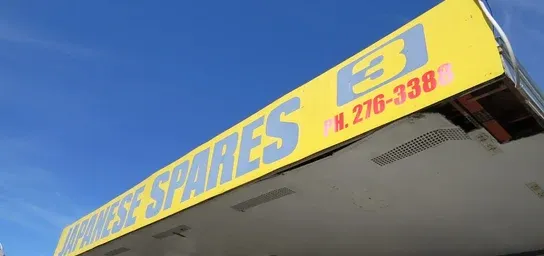 JAPANESE SPARES 3
PH. 276-3388